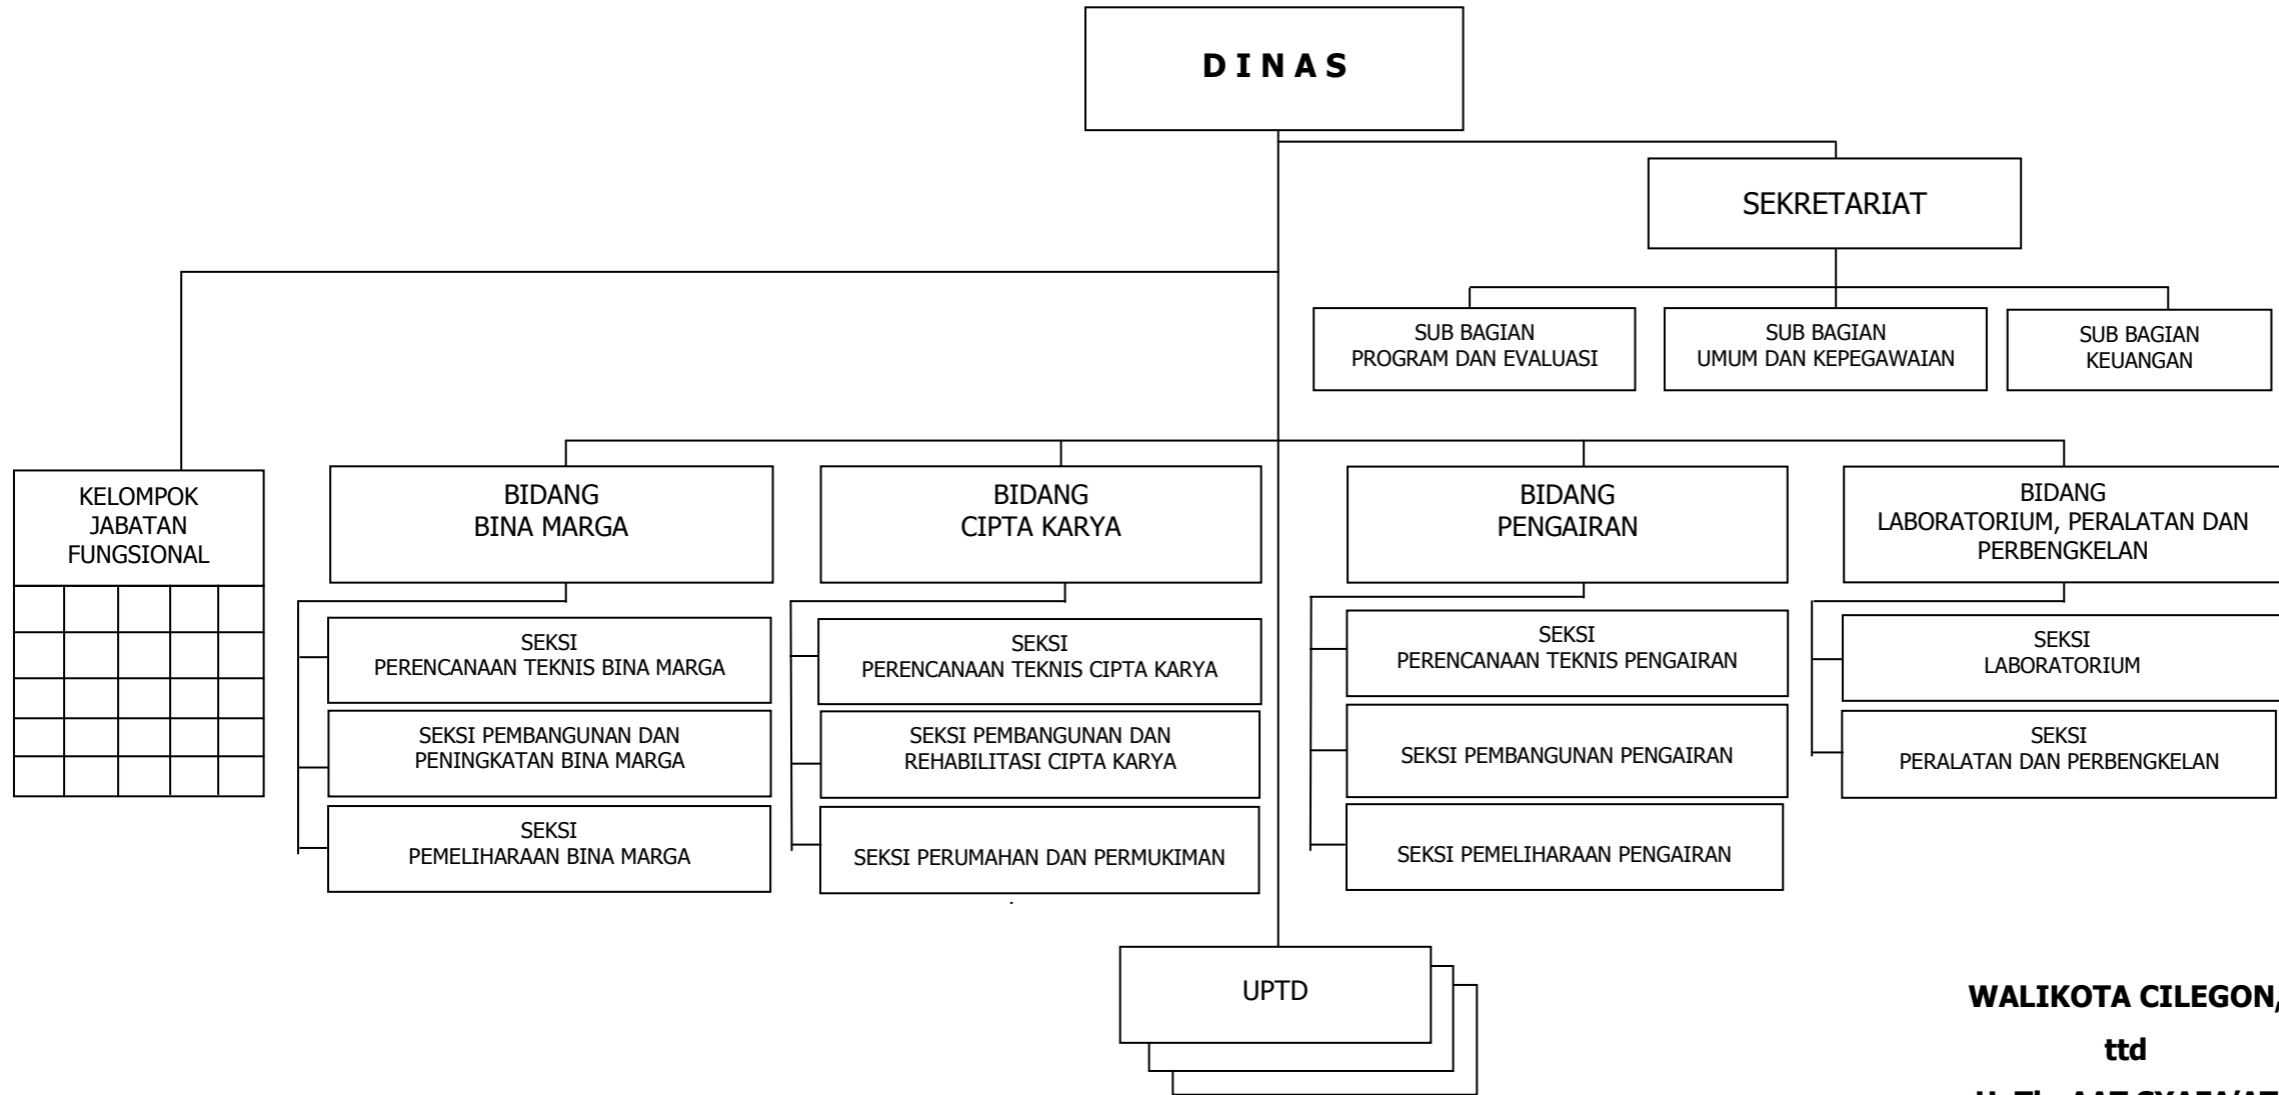 D I N A S
SEKRETARIAT
SUB BAGIAN
PROGRAM DAN EVALUASI
SUB BAGIAN
UMUM DAN KEPEGAWAIAN
SUB BAGIAN
KEUANGAN
KELOMPOK
JABATAN
FUNGSIONAL
BIDANG
BINA MARGA
BIDANG
CIPTA KARYA
BIDANG
PENGAIRAN
BIDANG
LABORATORIUM, PERALATAN DAN
PERBENGKELAN
SEKSI
PERENCANAAN TEKNIS BINA MARGA
SEKSI PEMBANGUNAN DAN
PENINGKATAN BINA MARGA
SEKSI
PEMELIHARAAN BINA MARGA
SEKSI
PERENCANAAN TEKNIS CIPTA KARYA
SEKSI PEMBANGUNAN DAN
REHABILITASI CIPTA KARYA
SEKSI PERUMAHAN DAN PERMUKIMAN
SEKSI
PERENCANAAN TEKNIS PENGAIRAN
SEKSI PEMBANGUNAN PENGAIRAN
SEKSI PEMELIHARAAN PENGAIRAN
SEKSI
LABORATORIUM
SEKSI
PERALATAN DAN PERBENGKELAN
UPTD
WALIKOTA CILEGON,
ttd
AAT SYAFA'AT